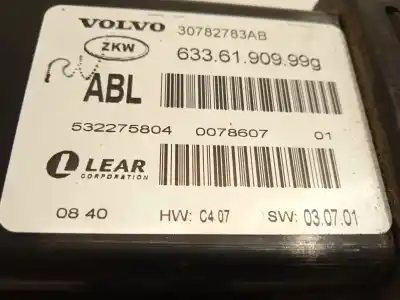 VOLVO 30782783AB
ZKW 633.61.909.99g
ABL
532275804 0078607 01
LEAR
CORPORATION
08 40 HW: C4 07 SW: 03.07.01